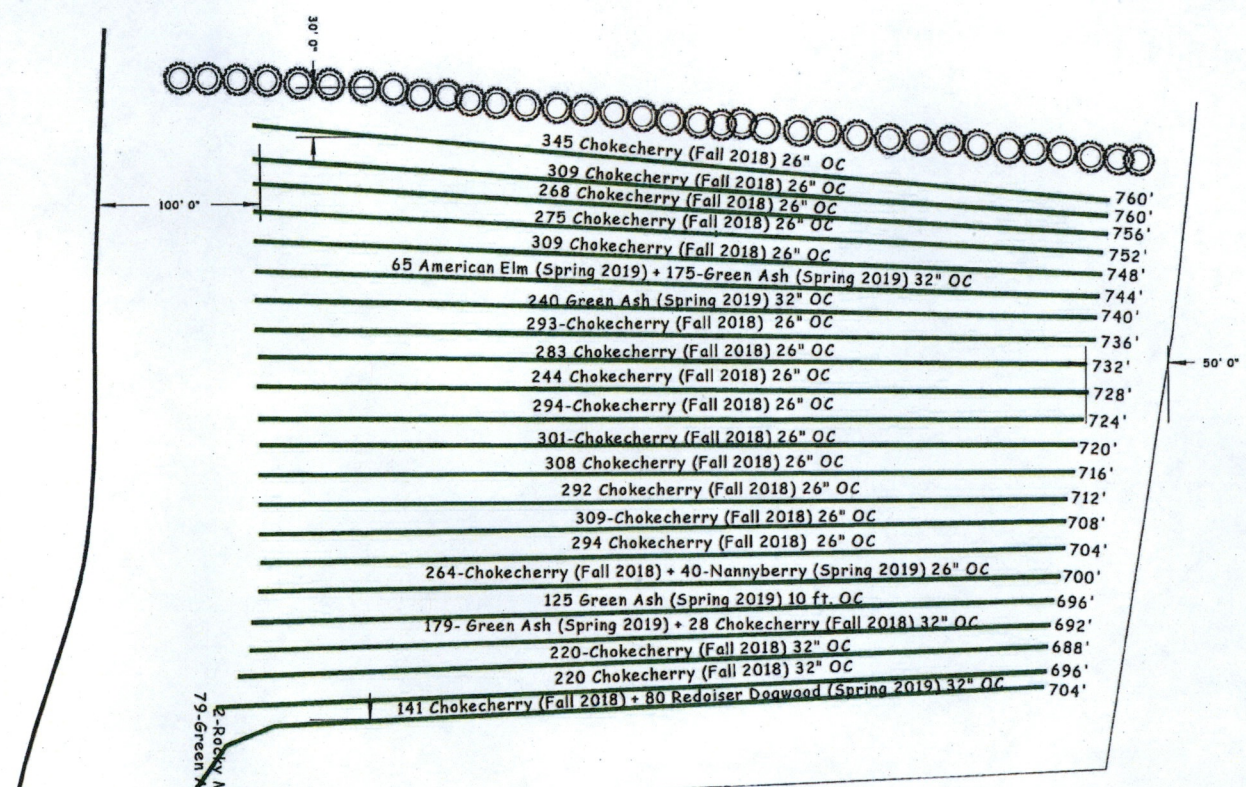 30' 0"
345 Chokecherry (Fall 2018) 26" OC
760'
309 Chokecherry (Fall 2018) 26" OC
760'
268 Chokecherry (Fall 2018) 26" OC
756'
100' 0"
275 Chokecherry (Fall 2018) 26" OC
752'
309 Chokecherry (Fall 2018) 26" OC
748'
65 American Elm (Spring 2019) + 175-Green Ash (Spring 2019) 32" OC
744'
240 Green Ash (Spring 2019) 32" OC
740'
293-Chokecherry (Fall 2018) 26" OC
736'
283 Chokecherry (Fall 2018) 26" OC
732'
50' 0"
244 Chokecherry (Fall 2018) 26" OC
728'
294-Chokecherry (Fall 2018) 26" OC
724'
301-Chokecherry (Fall 2018) 26" OC
720'
308 Chokecherry (Fall 2018) 26" OC
716'
292 Chokecherry (Fall 2018) 26" OC
712'
309-Chokecherry (Fall 2018) 26" OC
708'
294 Chokecherry (Fall 2018) 26" OC
704'
264-Chokecherry (Fall 2018) + 40-Nannyberry (Spring 2019) 26" OC
700'
125 Green Ash (Spring 2019) 10 ft. OC
696'
179- Green Ash (Spring 2019) + 28 Chokecherry (Fall 2018) 32" OC
692'
220-Chokecherry (Fall 2018) 32" OC
688'
220 Chokecherry (Fall 2018) 32" OC
696'
141 Chokecherry (Fall 2018) + 80 Redoiser Dogwood (Spring 2019) 32" OC
704'
-Rocky
79-Green